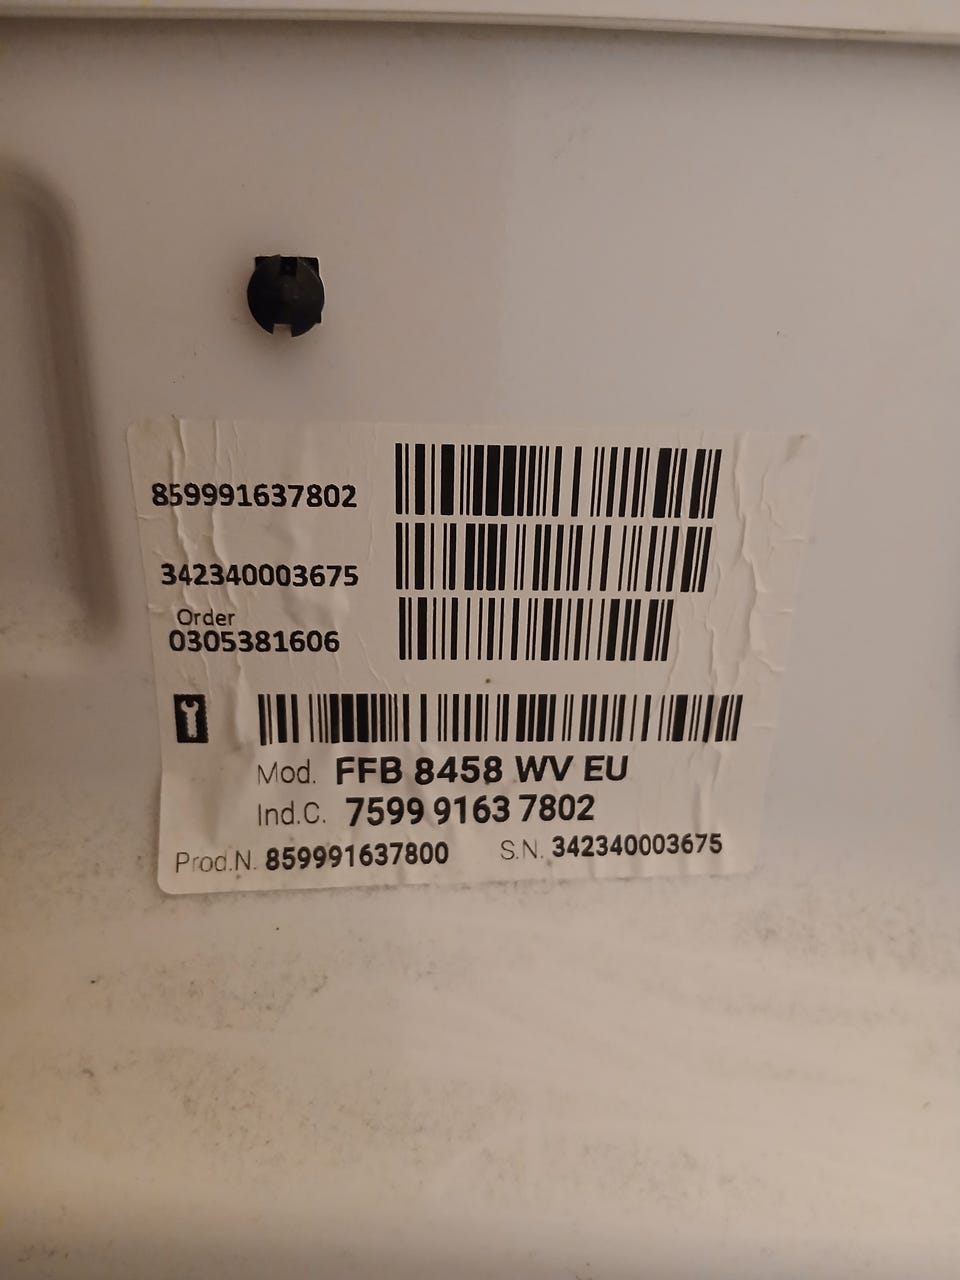 859991637802
342340003675
Order
0305381606
Mod. FFB 8458 WV EU
Ind.C. 7599 9163 7802
Prod.N. 859991637800 S.N. 342340003675